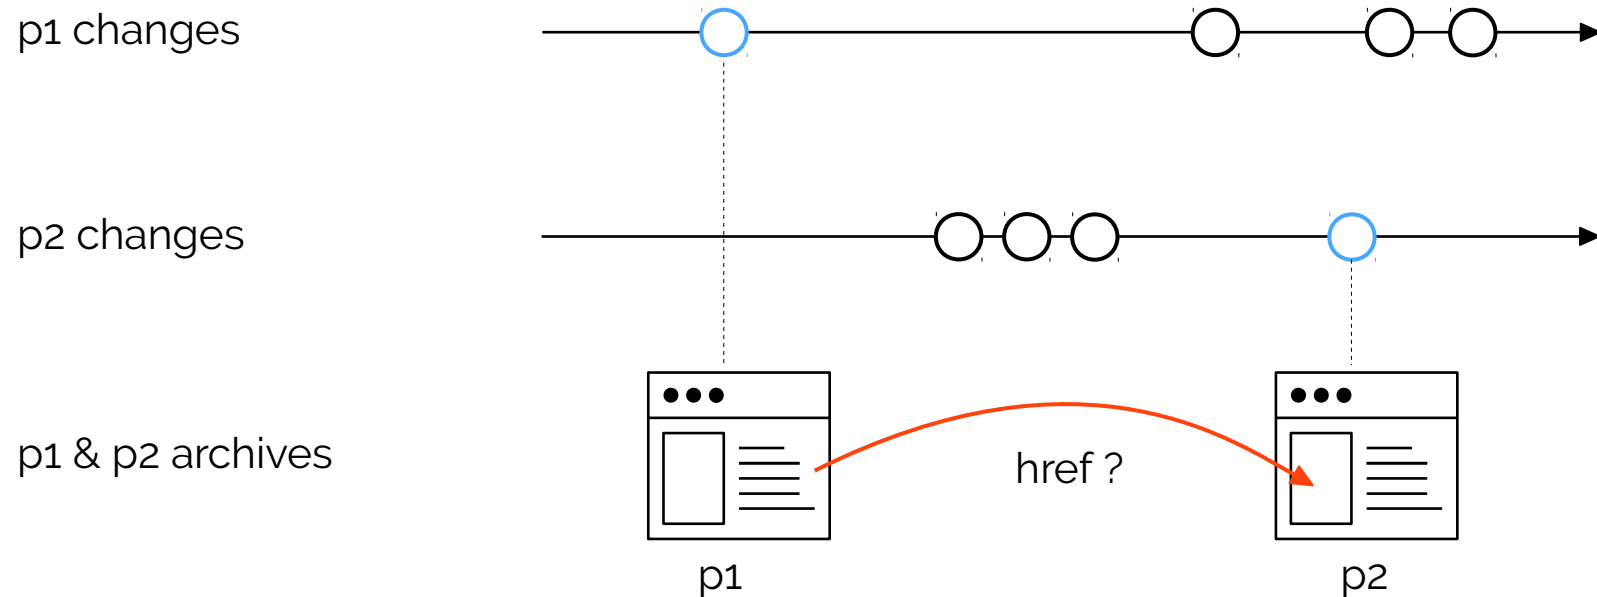 p1 changes
p2 changes
p1 & p2 archives
href ?
p1
p2